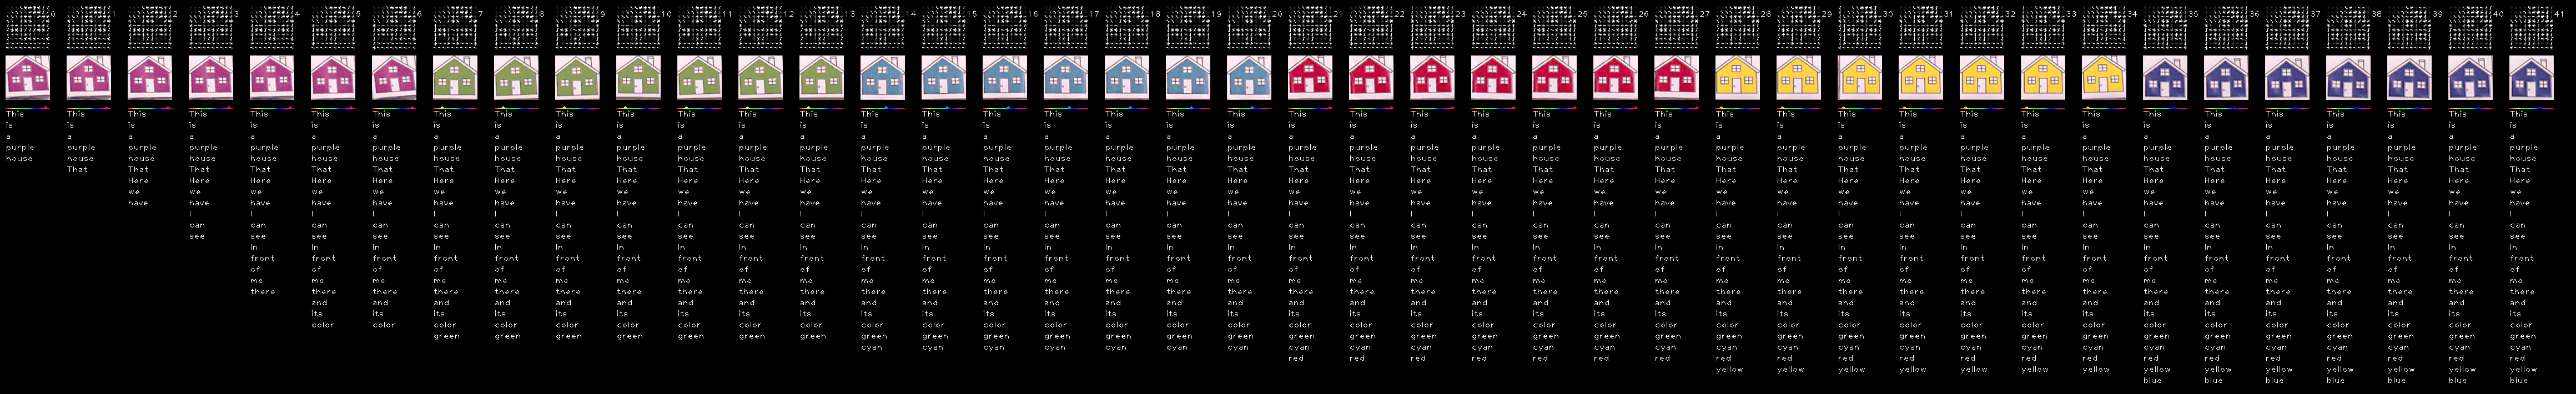 0 1 2 3 4 5 6 7 8 9 10 11 12 13 14 15 16 17 18 19 20 21 22 23 24 25 26 27 28 29 30 31 32 33 34 35 36 37 38 39 40 41
This This This This This This This This This This This This This This This This This This This This This This This This This This This This This This This This This This This This This This This This This This
is is is is is is is is is is is is is is is is is is is is is is is is is is is is is is is is is is is is is is is is is is
a a a a a a a a a a a a a a a a a a a a a a a a a a a a a a a a a a a a a a a a a a
purple purple purple purple purple purple purple purple purple purple purple purple purple purple purple purple purple purple purple purple purple purple purple purple purple purple purple purple purple purple purple purple purple purple purple purple purple purple purple purple purple purple
house house house house house house house house house house house house house house house house house house house house house house house house house house house house house house house house house house house house house house house house house house
That That That That That That That That That That That That That That That That That That That That That That That That That That That That That That That That That That That That That That That That That
Here Here Here Here Here Here Here Here Here Here Here Here Here Here Here Here Here Here Here Here Here Here Here Here Here Here Here Here Here Here Here Here Here Here Here Here Here Here Here Here
we we we we we we we we we we we we we we we we we we we we we we we we we we we we we we we we we we we we we we we we
have have have have have have have have have have have have have have have have have have have have have have have have have have have have have have have have have have have have have have have have
I I I I I I I I I I I I I I I I I I I I I I I I I I I I I I I I I I I I I I I
can can can can can can can can can can can can can can can can can can can can can can can can can can can can can can can can can can can can can can can
see see see see see see see see see see see see see see see see see see see see see see see see see see see see see see see see see see see see see see see
In In In In In In In In In In In In In In In In In In In In In In In In In In In In In In In In In In In In In In
front front front front front front front front front front front front front front front front front front front front front front front front front front front front front front front front front front front front front
of of of of of of of of of of of of of of of of of of of of of of of of of of of of of of of of of of of of of of
me me me me me me me me me me me me me me me me me me me me me me me me me me me me me me me me me me me me me me
there there there there there there there there there there there there there there there there there there there there there there there there there there there there there there there there there there there there there there
and and and and and and and and and and and and and and and and and and and and and and and and and and and and and and and and and and and and and and
its its its its its its its its its its its its its its its its its its its its its its its its its its its its its its its its its its its its its
color color color color color color color color color color color color color color color color color color color color color color color color color color color color color color color color color color color color color
green green green green green green green green green green green green green green green green green green green green green green green green green green green green green green green green green green green
cyan cyan cyan cyan cyan cyan cyan cyan cyan cyan cyan cyan cyan cyan cyan cyan cyan cyan cyan cyan cyan cyan cyan cyan cyan cyan cyan cyan
red red red red red red red red red red red red red red red red red red red red red
yellow yellow yellow yellow yellow yellow yellow yellow yellow yellow yellow yellow yellow yellow
blue blue blue blue blue blue blue